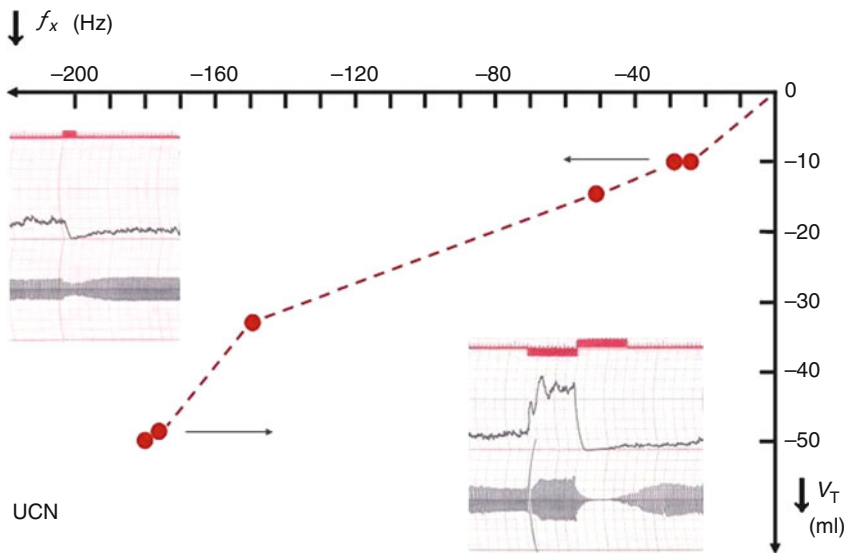 ↓ fx (Hz)
–200 –160 –120 –80 –40 0
–10
–20
–30
–40
–50
UCN
↓ VT
(ml)